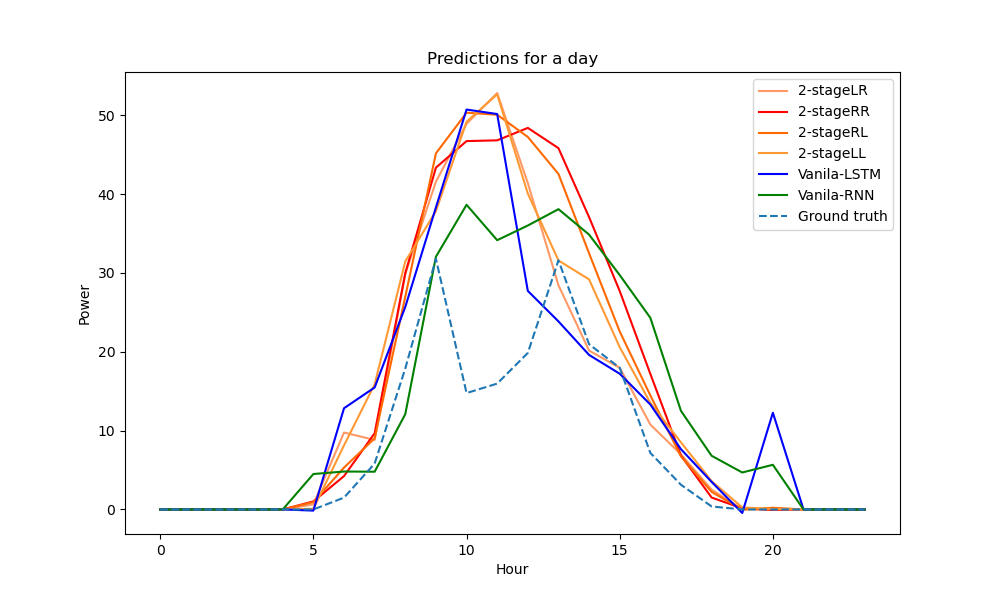 Predictions for a day
2-stageLR
2-stageRR
2-stageRL
2-stageLL
Vanila-LSTM
Vanila-RNN
Ground truth
Power
50
40
30
20
10
0
0 5 10 15 20
Hour